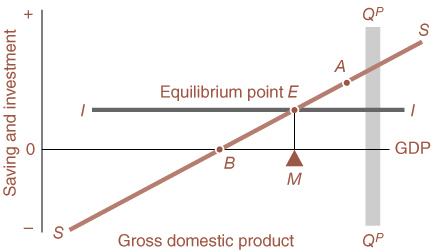 +
Q^P
S
A
Equilibrium point E
I
I
Saving and investment
0
GDP
B
M
–
S
Gross domestic product
Q^P